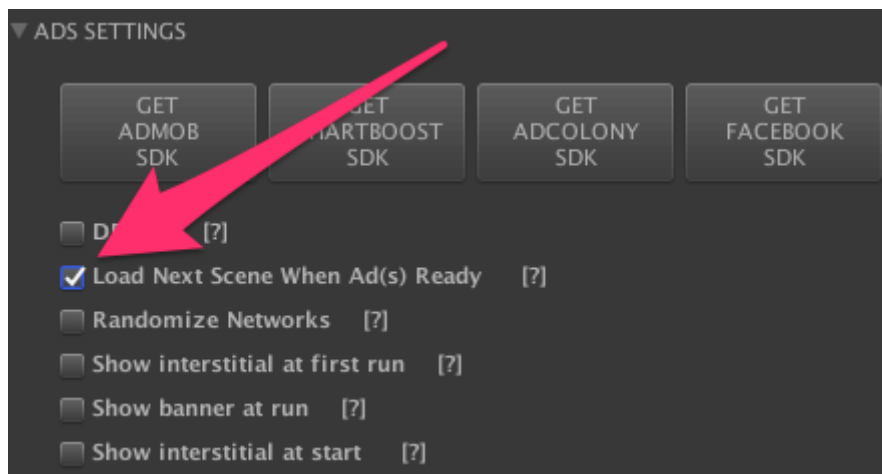 ADS SETTINGS
GET
ADMOB
SDK
GET
SDK
GET
ADCOLONY
SDK
GET
FACEBOOK
SDK
[?]
Load Next Scene When Ad(s) Ready [?]
Randomize Networks [?]
Show interstitial at first run [?]
Show banner at run [?]
Show interstitial at start [?]